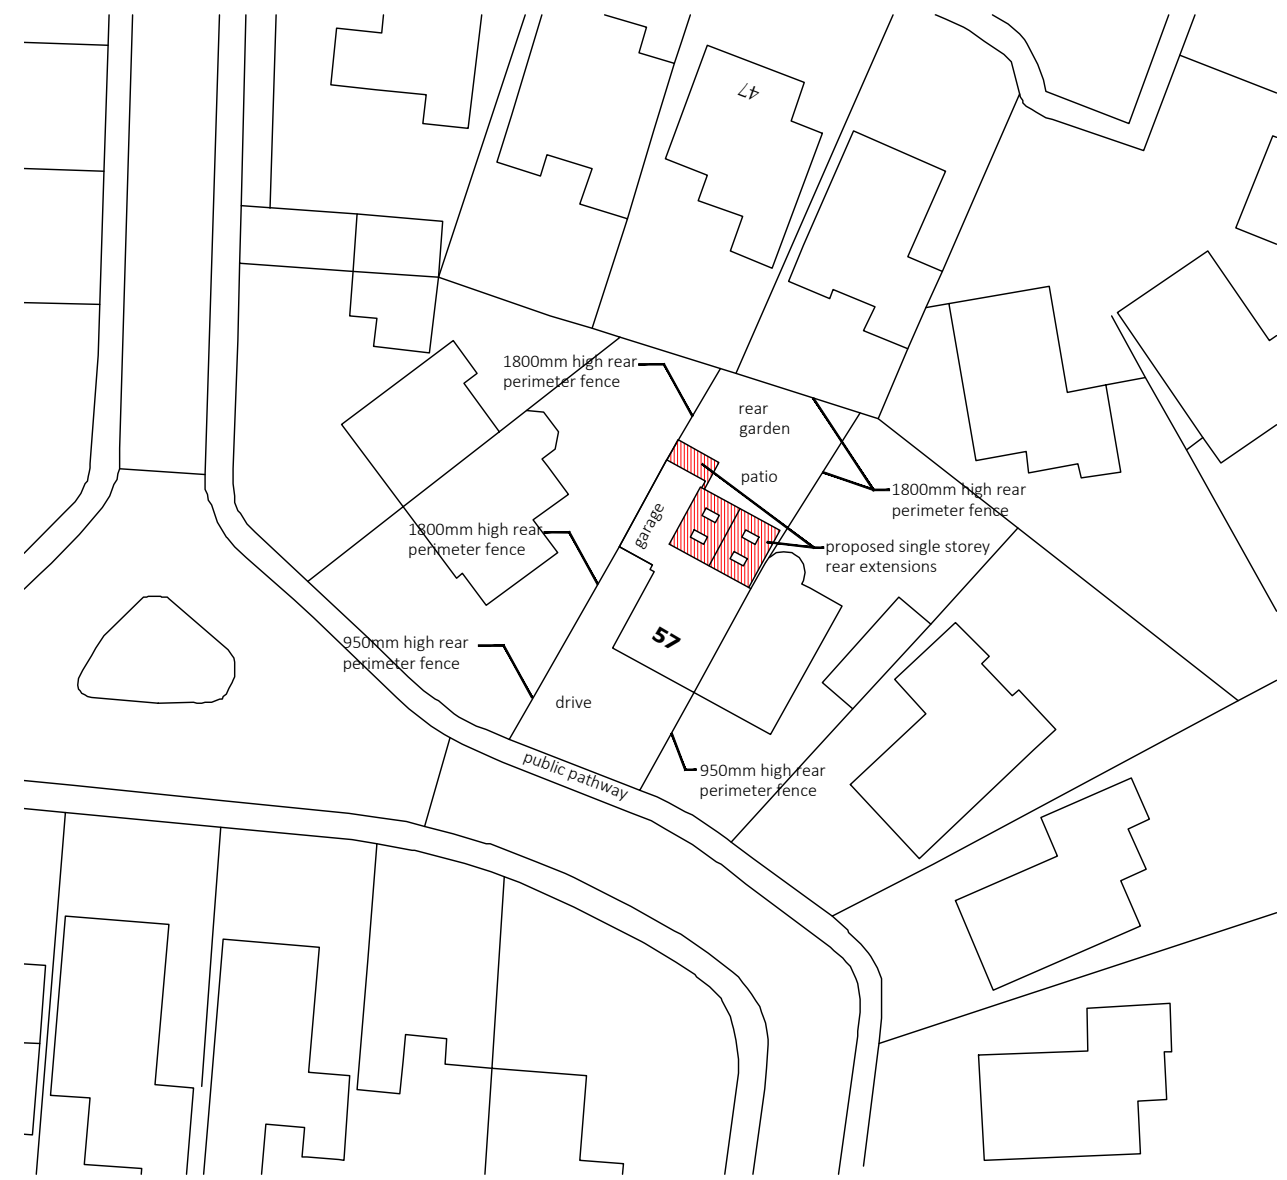 47
1800mm high rear
perimeter fence
rear
garden
patio
1800mm high rear
perimeter fence
garage
1800mm high rear
perimeter fence
proposed single storey
rear extensions
57
950mm high rear
perimeter fence
drive
public pathway
950mm high rear
perimeter fence